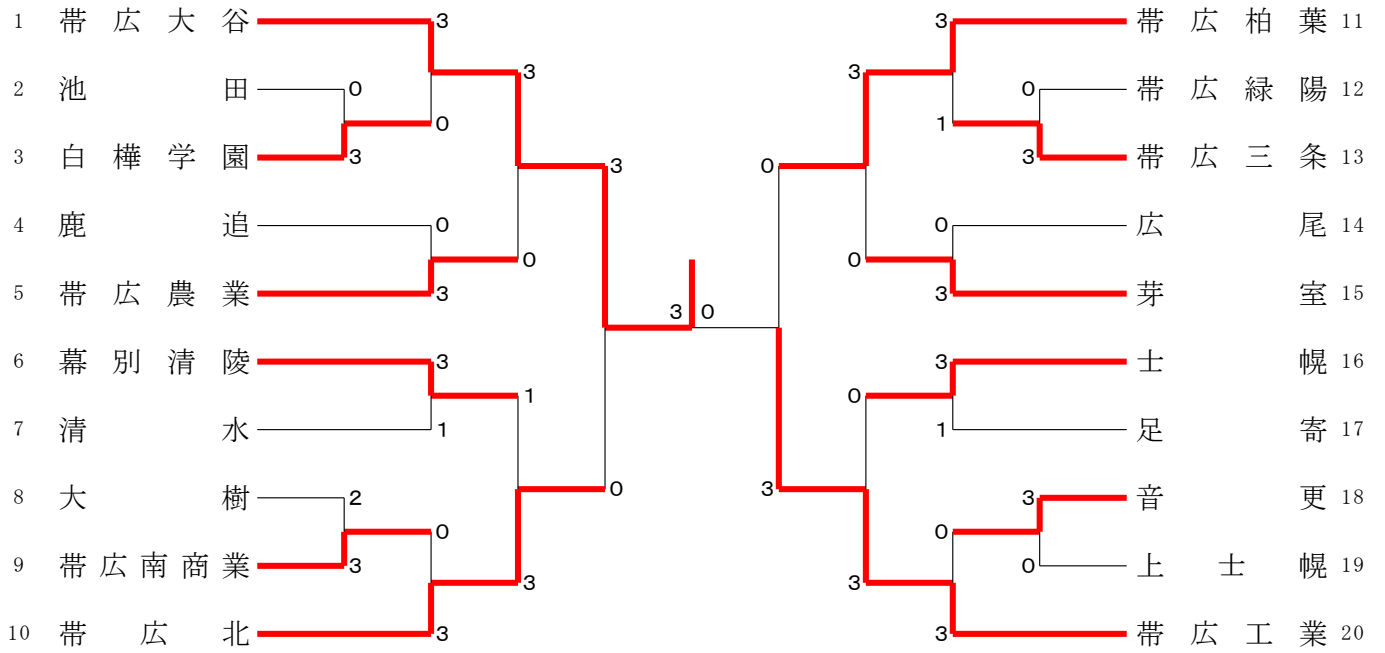 1 帯広大谷 3 3 帯広柏葉 11
3 3
2 池田 0 0 帯広緑陽 12
0 1
3 白樺学園 3 3 帯広三条 13
3 0
4 鹿追 0 0 広尾 14
0 0
5 帯広農業 3 3 芽室 15
3 0
6 幕別清陵 3 3 士幌 16
1 0
7 清水 1 1 足寄 17
0 3
8 大樹 2 3 音更 18
0 0
9 帯広南商業 3 0 上士幌 19
3 3
10 帯広北 3 3 帯広工業 20